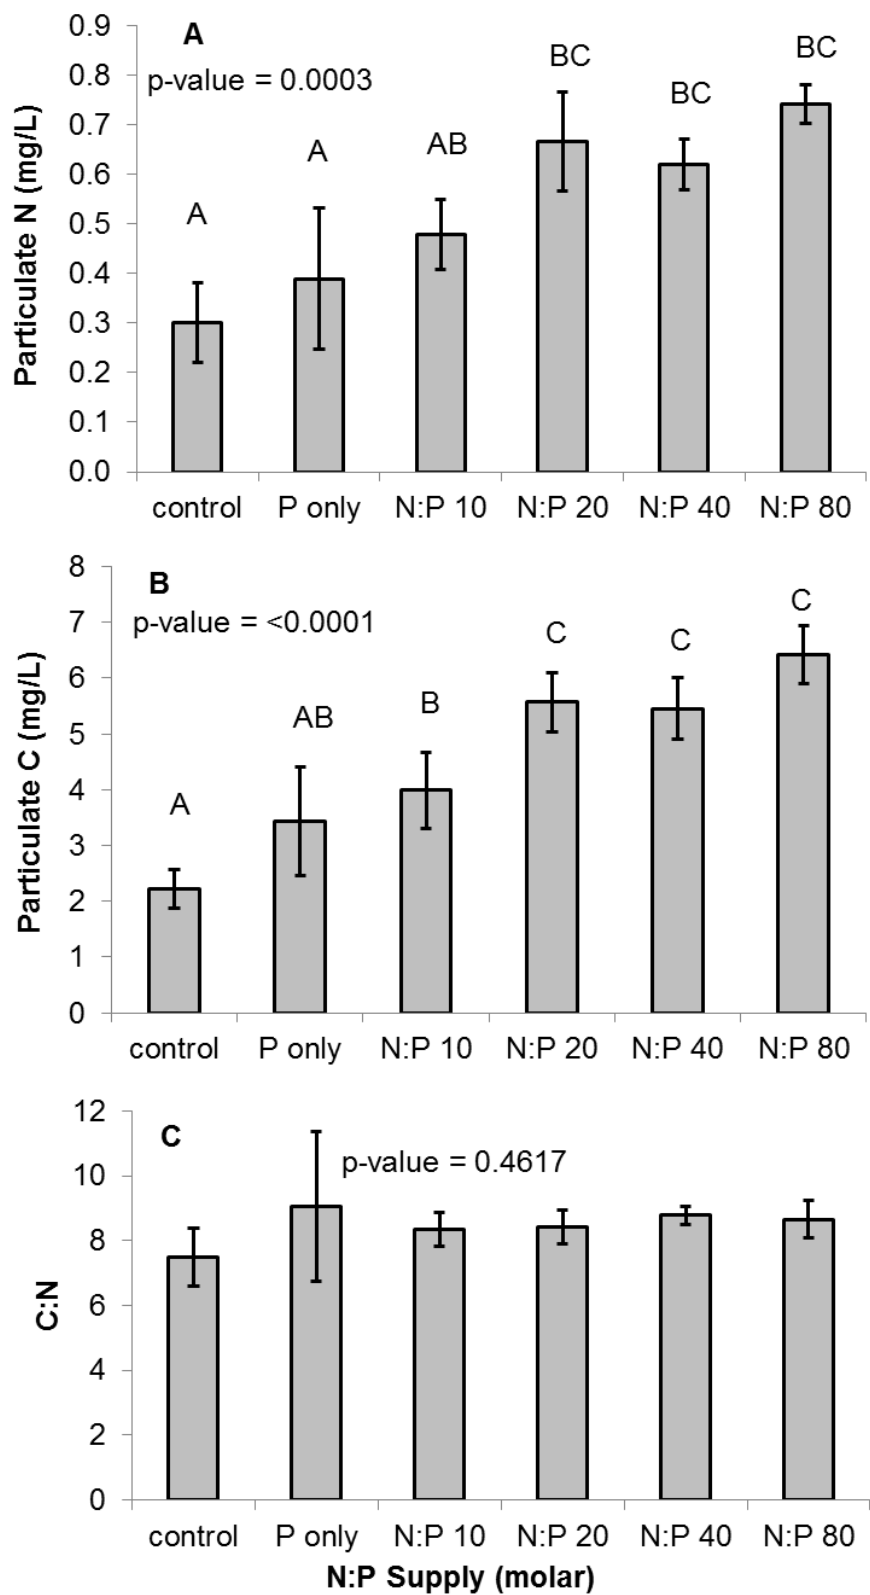 A
p-value = 0.0003
Particulate N (mg/L)
0.9
0.8
0.7
0.6
0.5
0.4
0.3
0.2
0.1
0.0
A
A
AB
BC
BC
BC
control P only N:P 10 N:P 20 N:P 40 N:P 80
B
p-value = <0.0001
Particulate C (mg/L)
8
7
6
5
4
3
2
1
0
A
AB
B
C
C
C
control P only N:P 10 N:P 20 N:P 40 N:P 80
C
p-value = 0.4617
C:N
12
10
8
6
4
2
0
control P only N:P 10 N:P 20 N:P 40 N:P 80
N:P Supply (molar)